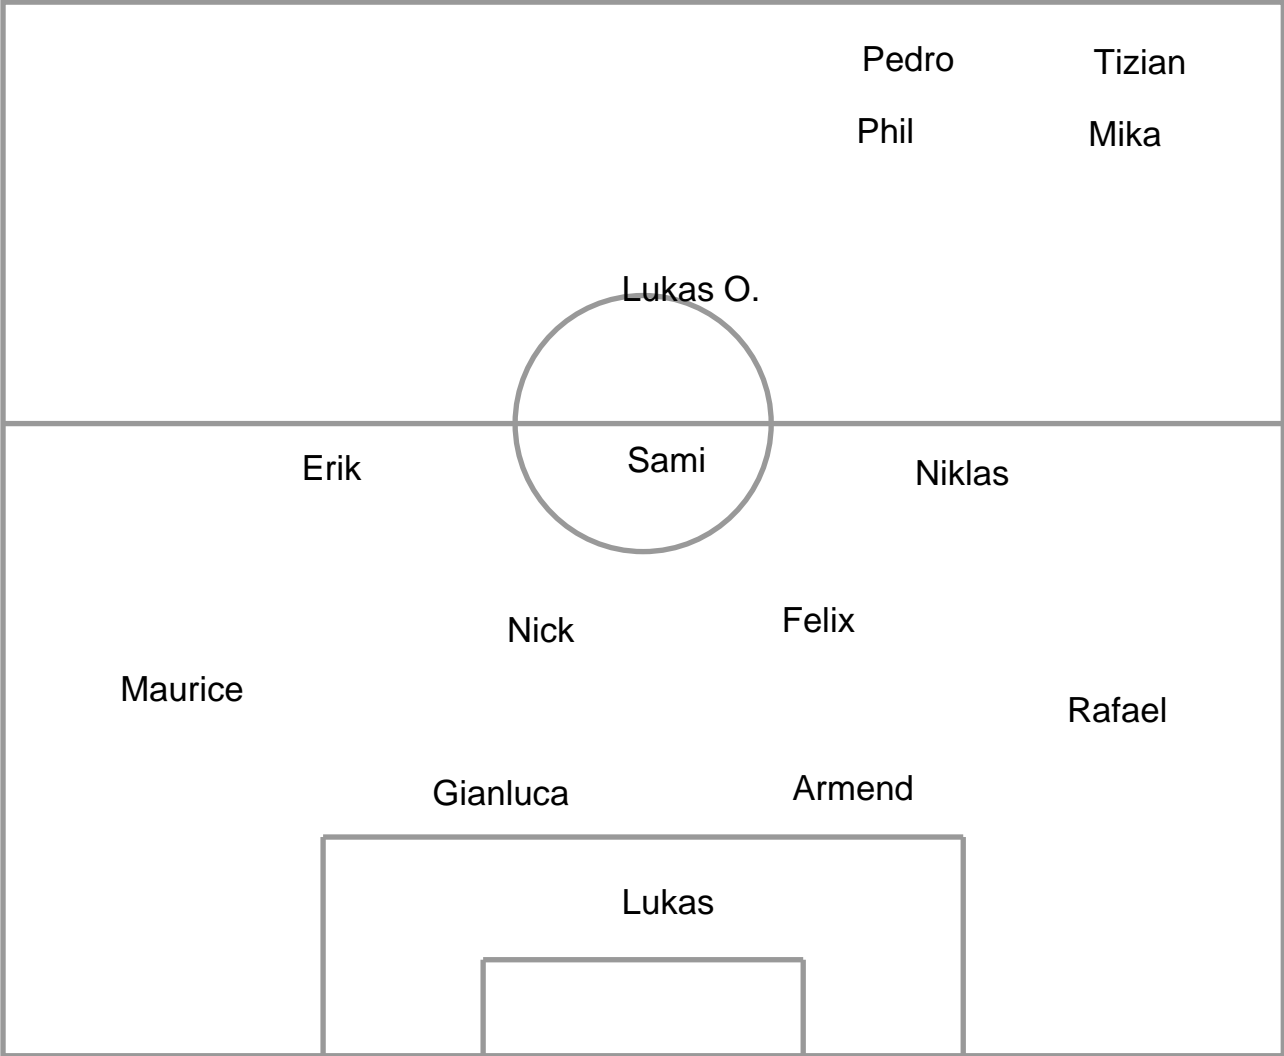 Pedro Tizian
Phil Mika
Lukas O.
Erik Sami Niklas
Nick Felix
Maurice Rafael
Gianluca Armend
Lukas